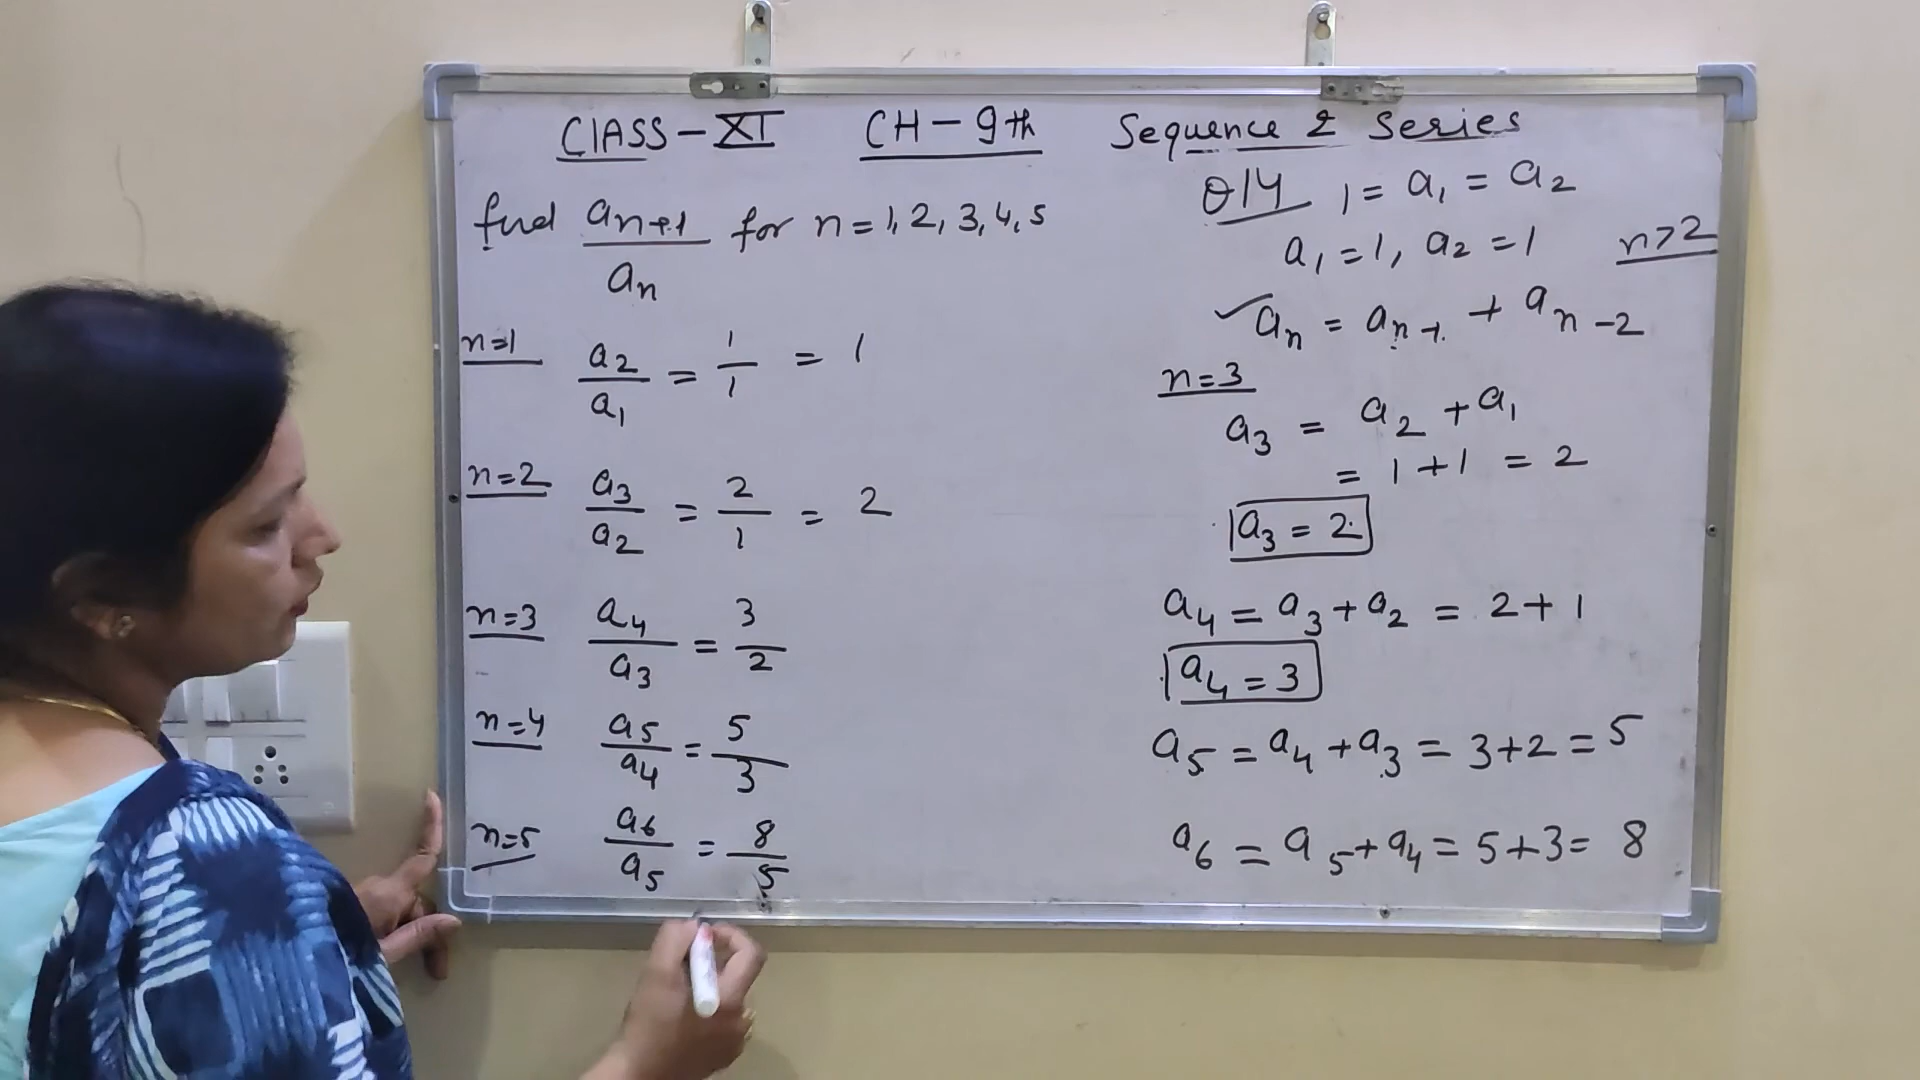 ClASS-XI CH-9th Sequence & Series
find an+1/an for n=1,2,3,4,5
n=1 a2/a1 = 1/1 = 1
n=2 a3/a2 = 2/1 = 2
n=3 a4/a3 = 3/2
n=4 a5/a4 = 5/3
n=5 a6/a5 = 8/5
Q14 1 = a1 = a2
a1 = 1, a2 = 1 n>2
✓an = an-1 + an-2
n=3
a3 = a2 + a1
= 1+1 = 2
a3 = 2
a4 = a3 + a2 = 2+1
a4 = 3
a5 = a4 + a3 = 3+2 = 5
a6 = a5 + a4 = 5+3 = 8